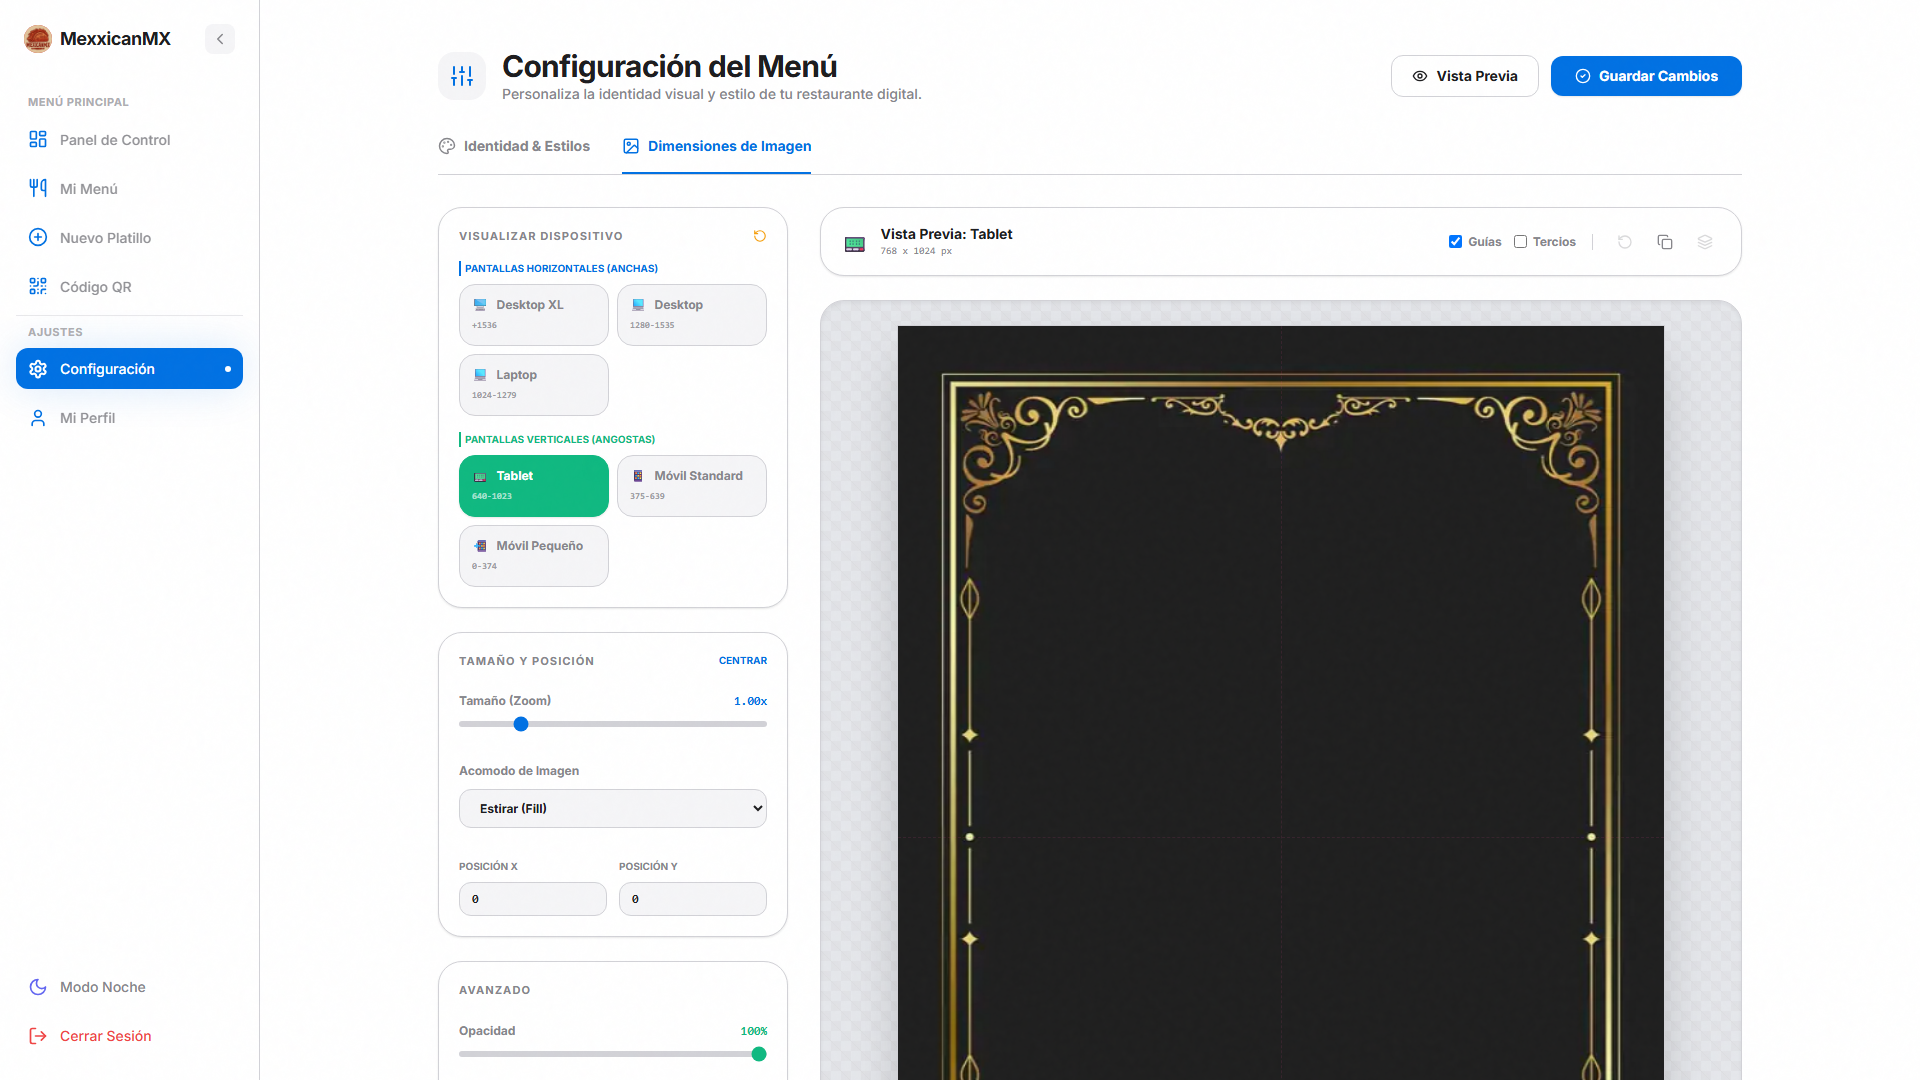 MexxicanMX
MENÚ PRINCIPAL
Panel de Control
Mi Menú
Nuevo Platillo
Código QR
AJUSTES
Configuración
Mi Perfil
Modo Noche
Cerrar Sesión
Configuración del Menú
Personaliza la identidad visual y estilo de tu restaurante digital.
Vista Previa
Guardar Cambios
Identidad & Estilos
Dimensiones de Imagen
VISUALIZAR DISPOSITIVO
PANTALLAS HORIZONTALES (ANCHAS)
Desktop XL
+1536
Desktop
1280-1535
Laptop
1024-1279
PANTALLAS VERTICALES (ANGOSTAS)
Tablet
640-1023
Móvil Standard
375-639
Móvil Pequeño
0-374
TAMAÑO Y POSICIÓN
CENTRAR
Tamaño (Zoom)
1.00x
Acomodo de Imagen
Estirar (Fill)
POSICIÓN X
POSICIÓN Y
0
0
AVANZADO
Opacidad
100%
Vista Previa: Tablet
768 x 1024 px
Guías
Tercios